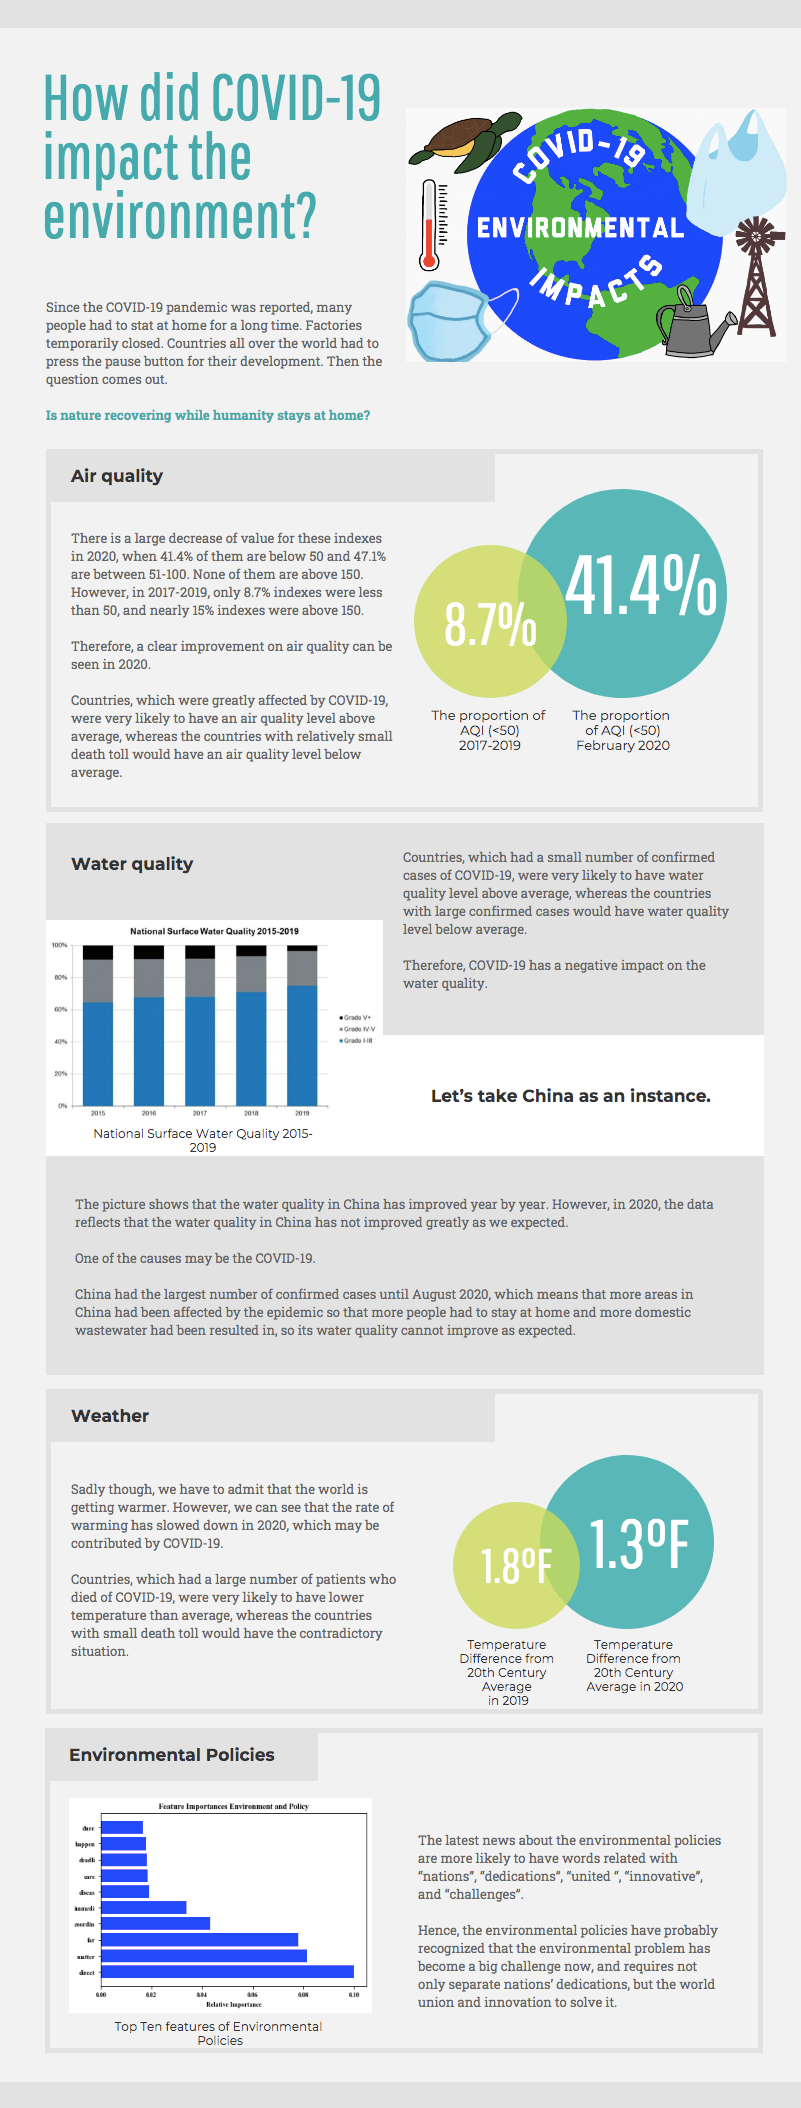 How did COVID-19
impact the
environment?
COVID-19
ENVIRONMENTAL
IMPACTS
Since the COVID-19 pandemic was reported, many
people had to stat at home for a long time. Factories
temporarily closed. Countries all over the world had to
press the pause button for their development. Then the
question comes out.
Is nature recovering while humanity stays at home?
Air quality
There is a large decrease of value for these indexes
in 2020, when 41.4% of them are below 50 and 47.1%
are between 51-100. None of them are above 150.
However, in 2017-2019, only 8.7% indexes were less
than 50, and nearly 15% indexes were above 150.
Therefore, a clear improvement on air quality can be
seen in 2020.
Countries, which were greatly affected by COVID-19,
were very likely to have an air quality level above
average, whereas the countries with relatively small
death toll would have an air quality level below
average.
8.7%
41.4%
The proportion of
AQI (<50)
2017-2019
The proportion
of AQI (<50)
February 2020
Water quality
Countries, which had a small number of confirmed
cases of COVID-19, were very likely to have water
quality level above average, whereas the countries
with large confirmed cases would have water quality
level below average.
Therefore, COVID-19 has a negative impact on the
water quality.
National Surface Water Quality 2015-2019
100%
80%
60%
40%
20%
0%
2015
2016
2017
2018
2019
Grade V+
Grade IV-V
Grade I-III
National Surface Water Quality 2015-
2019
Let's take China as an instance.
The picture shows that the water quality in China has improved year by year. However, in 2020, the data
reflects that the water quality in China has not improved greatly as we expected.
One of the causes may be the COVID-19.
China had the largest number of confirmed cases until August 2020, which means that more areas in
China had been affected by the epidemic so that more people had to stay at home and more domestic
wastewater had been resulted in, so its water quality cannot improve as expected.
Weather
Sadly though, we have to admit that the world is
getting warmer. However, we can see that the rate of
warming has slowed down in 2020, which may be
contributed by COVID-19.
Countries, which had a large number of patients who
died of COVID-19, were very likely to have lower
temperature than average, whereas the countries
with small death toll would have the contradictory
situation.
1.8ºF
1.3ºF
Temperature
Difference from
20th Century
Average
in 2019
Temperature
Difference from
20th Century
Average in 2020
Environmental Policies
Feature Importances Environment and Policy
happen
deadli
care
diseas
immedi
coordin
far
matter
direct
0.00
0.02
0.04
0.06
0.08
0.10
Relative Importance
Top Ten features of Environmental
Policies
The latest news about the environmental policies
are more likely to have words related with
"nations", "dedications", "united ", "innovative",
and "challenges".
Hence, the environmental policies have probably
recognized that the environmental problem has
become a big challenge now, and requires not
only separate nations' dedications, but the world
union and innovation to solve it.